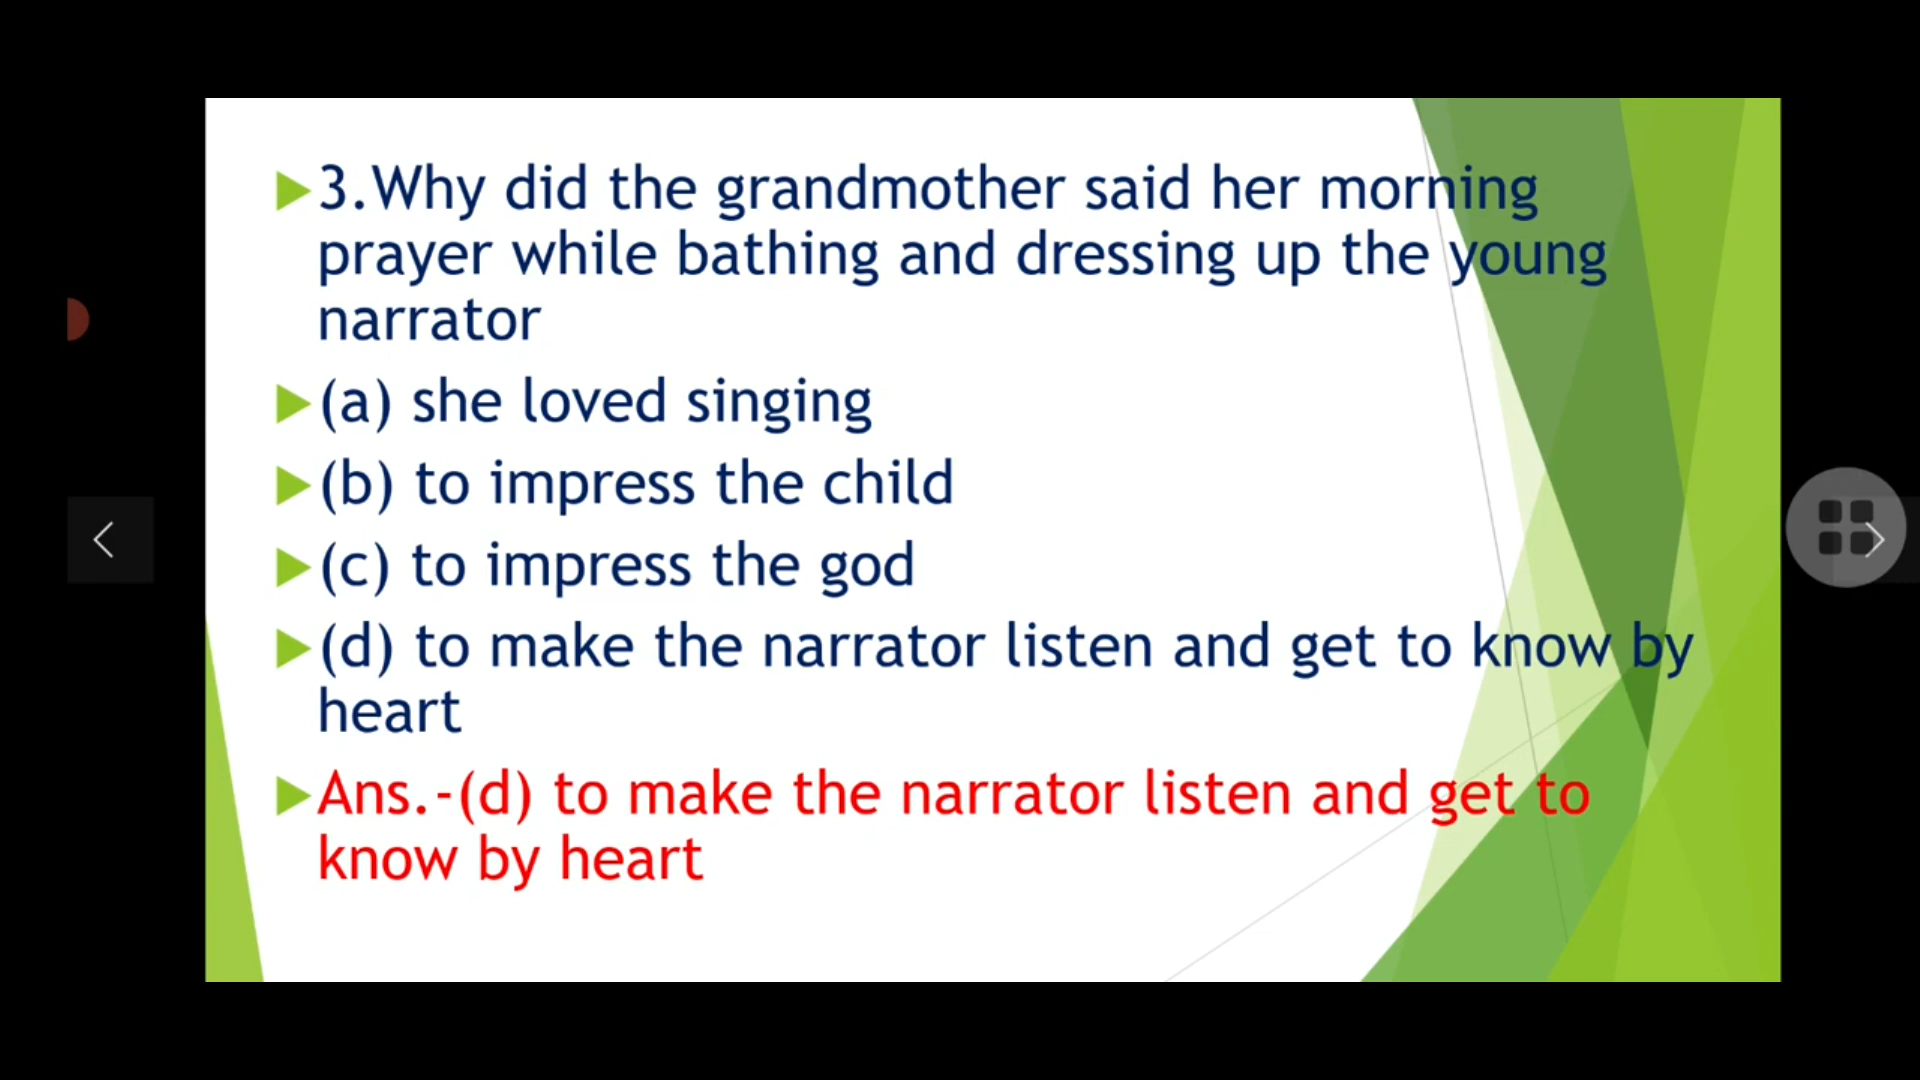 3.Why did the grandmother said her morning
prayer while bathing and dressing up the young
narrator
(a) she loved singing
(b) to impress the child
(c) to impress the god
(d) to make the narrator listen and get to know by
heart
Ans.-(d) to make the narrator listen and get to
know by heart